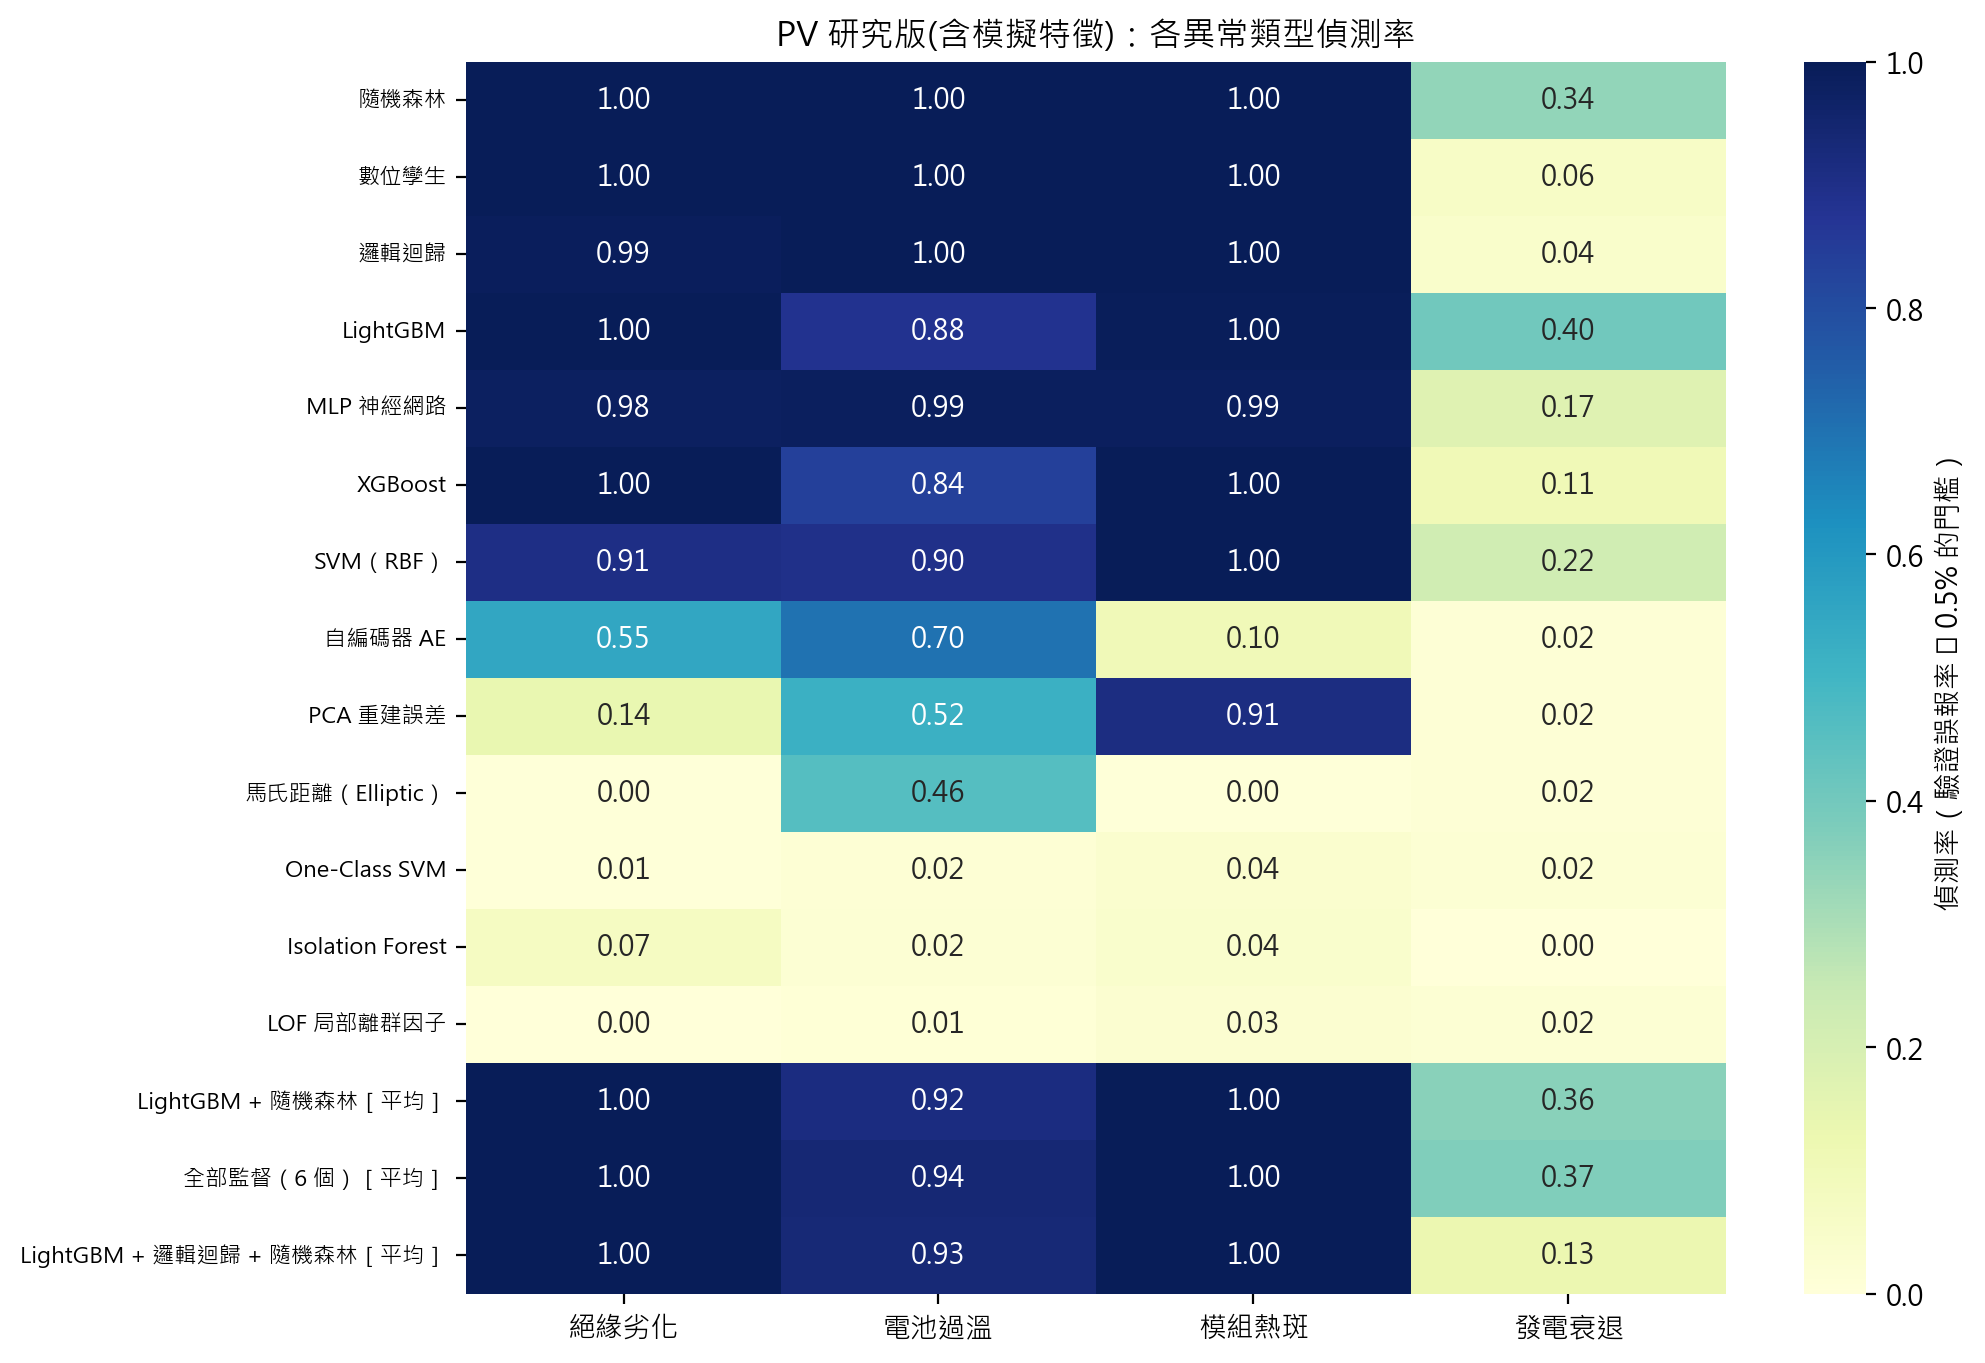 PV 研究版(含模擬特徵)：各異常類型偵測率
隨機森林 1.00 1.00 1.00 0.34
數位孿生 1.00 1.00 1.00 0.06
邏輯迴歸 0.99 1.00 1.00 0.04
LightGBM 1.00 0.88 1.00 0.40
MLP 神經網路 0.98 0.99 0.99 0.17
XGBoost 1.00 0.84 1.00 0.11
SVM（RBF） 0.91 0.90 1.00 0.22
自編碼器 AE 0.55 0.70 0.10 0.02
PCA 重建誤差 0.14 0.52 0.91 0.02
馬氏距離（Elliptic） 0.00 0.46 0.00 0.02
One-Class SVM 0.01 0.02 0.04 0.02
Isolation Forest 0.07 0.02 0.04 0.00
LOF 局部離群因子 0.00 0.01 0.03 0.02
LightGBM + 隨機森林［平均］ 1.00 0.92 1.00 0.36
全部監督（6 個）［平均］ 1.00 0.94 1.00 0.37
LightGBM + 邏輯迴歸 + 隨機森林［平均］ 1.00 0.93 1.00 0.13
絕緣劣化 電池過溫 模組熱斑 發電衰退
1.0
0.8
0.6
0.4
0.2
0.0
偵測率（驗證誤報率 □ 0.5% 的門檻）